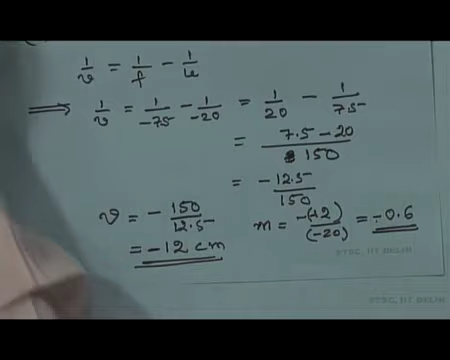 1/v = 1/f - 1/u
⟹ 1/v = 1/-7.5 - 1/-20 = 1/20 - 1/7.5
= 7.5-20/150
= -12.5/150
v = - 150/12.5
= -12 cm
m = -(-12)/(-20) = -0.6
PTSC, IIT DELHI
PTSC, IIT DELHI